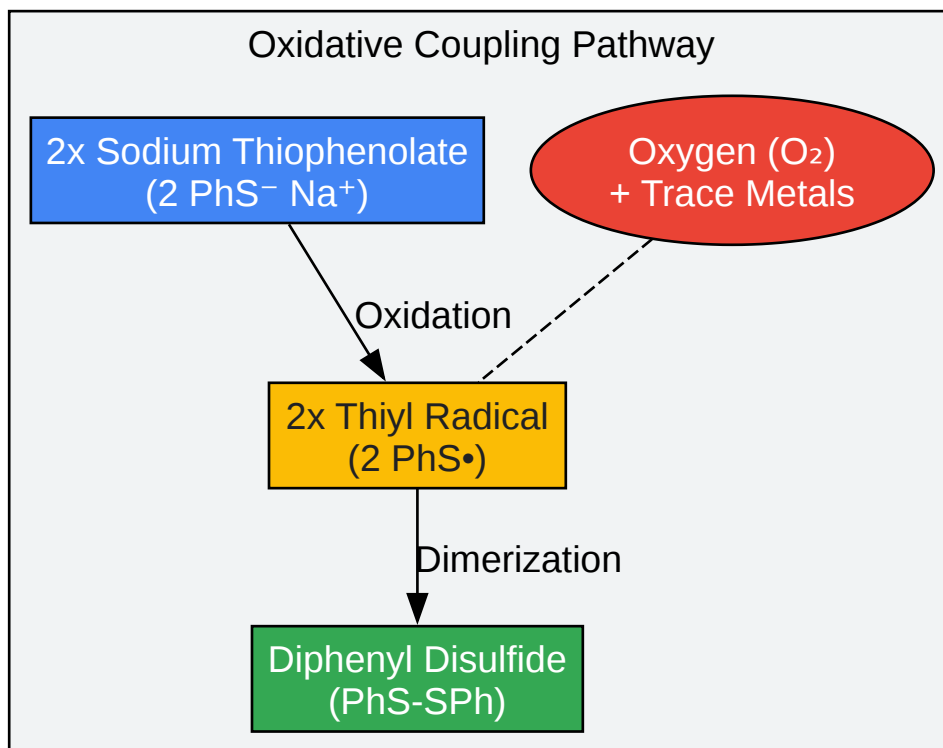 Oxidative Coupling Pathway
2x Sodium Thiophenolate
(2 PhS⁻ Na⁺)
Oxygen (O₂)
+ Trace Metals
Oxidation
2x Thiyl Radical
(2 PhS•)
Dimerization
Diphenyl Disulfide
(PhS-SPh)